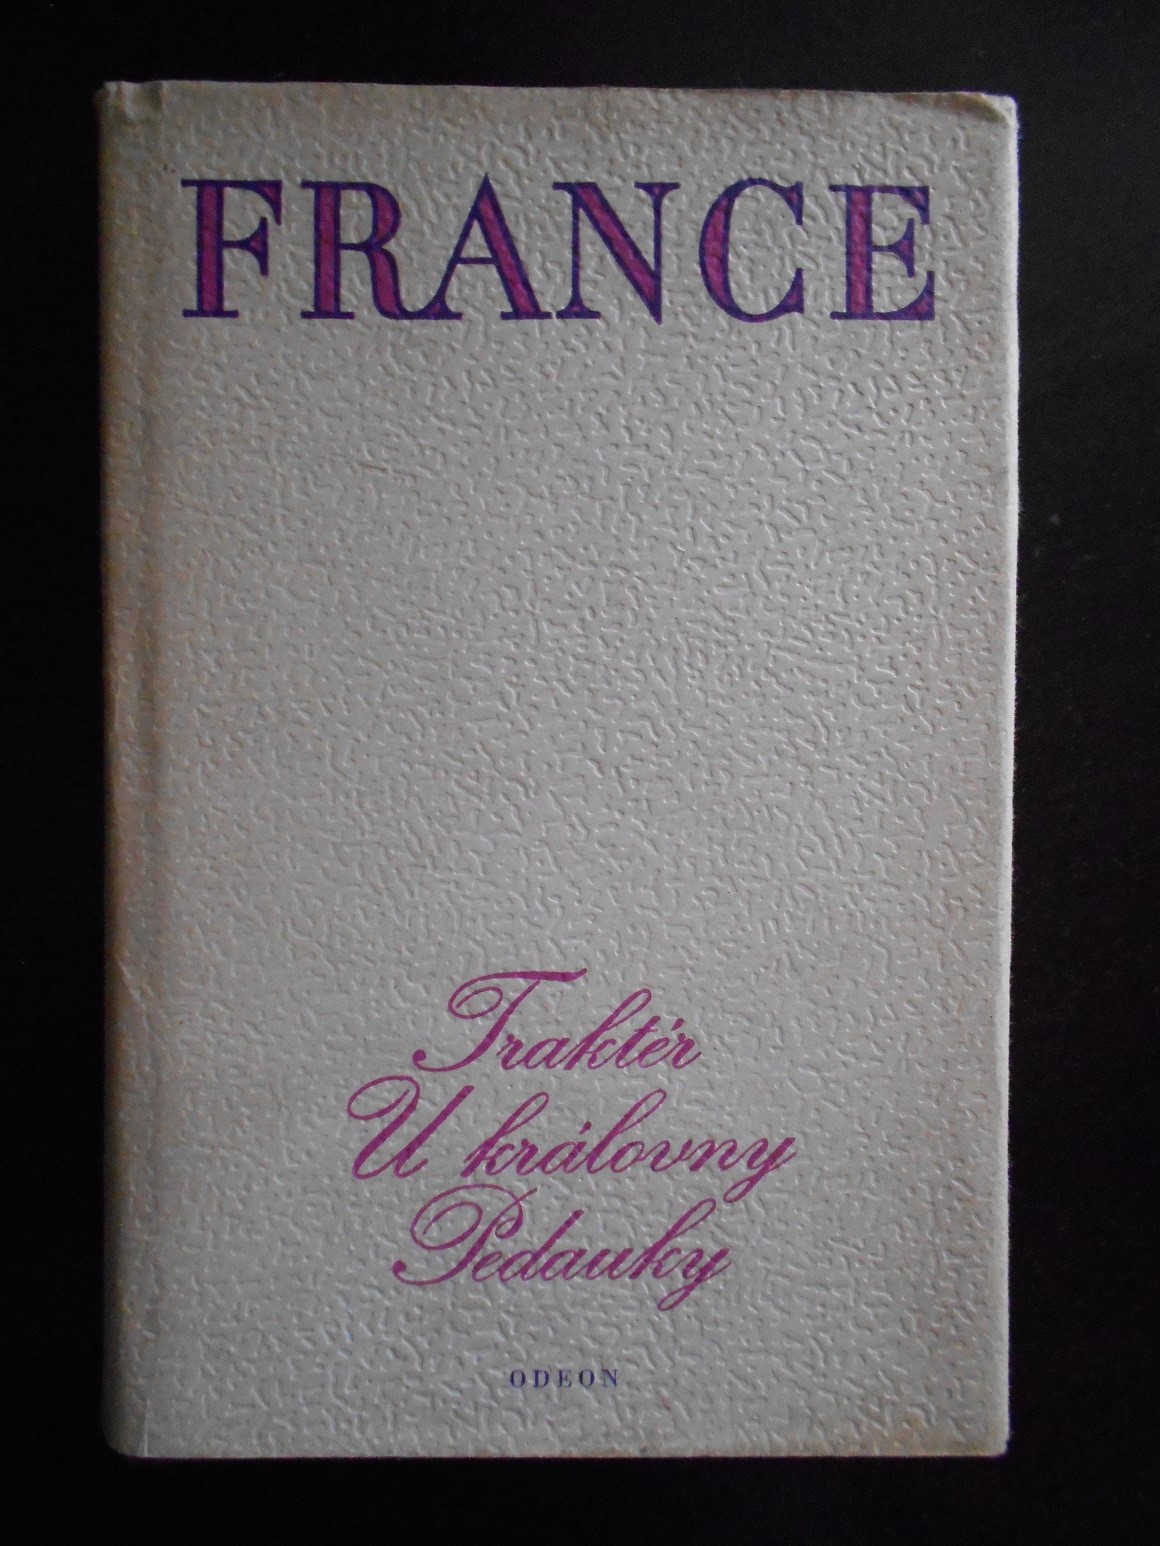 FRANCE
Traktér
U královny
Pedauky
ODEON